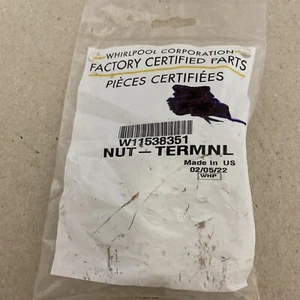 WHIRLPOOL CORPORATION
FACTORY CERTIFIED PARTS
PIÈCES CERTIFIÉES
W11538351
NUT-TERMNL
Made in US
02/05/22
WHP